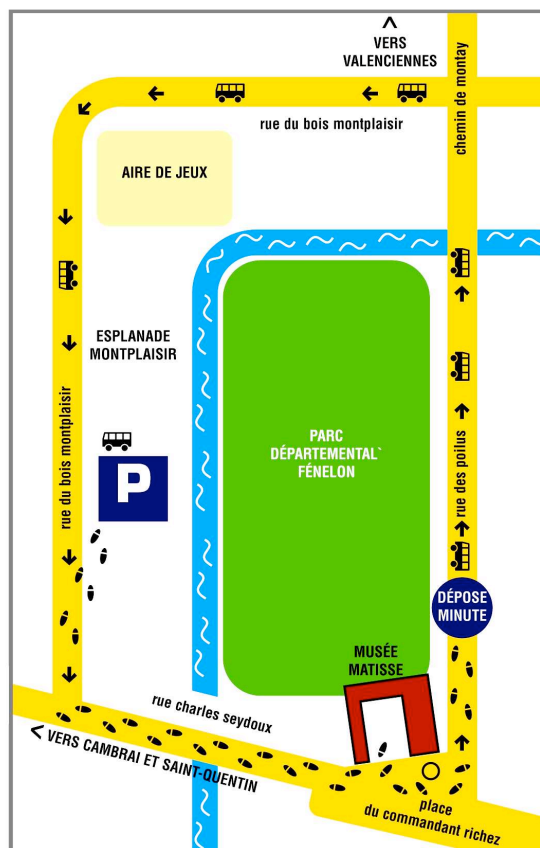 VERS
VALENCIENNES
chemin de montay
rue du bois montplaisir
AIRE DE JEUX
ESPLANADE
MONTPLAISIR
rue du bois montplaisir
P
PARC
DÉPARTEMENTAL`
FÉNELON
rue des poilus
DÉPOSE
MINUTE
MUSÉE
MATISSE
rue charles seydoux
VERS CAMBRAI ET SAINT-QUENTIN
place
du commandant richez